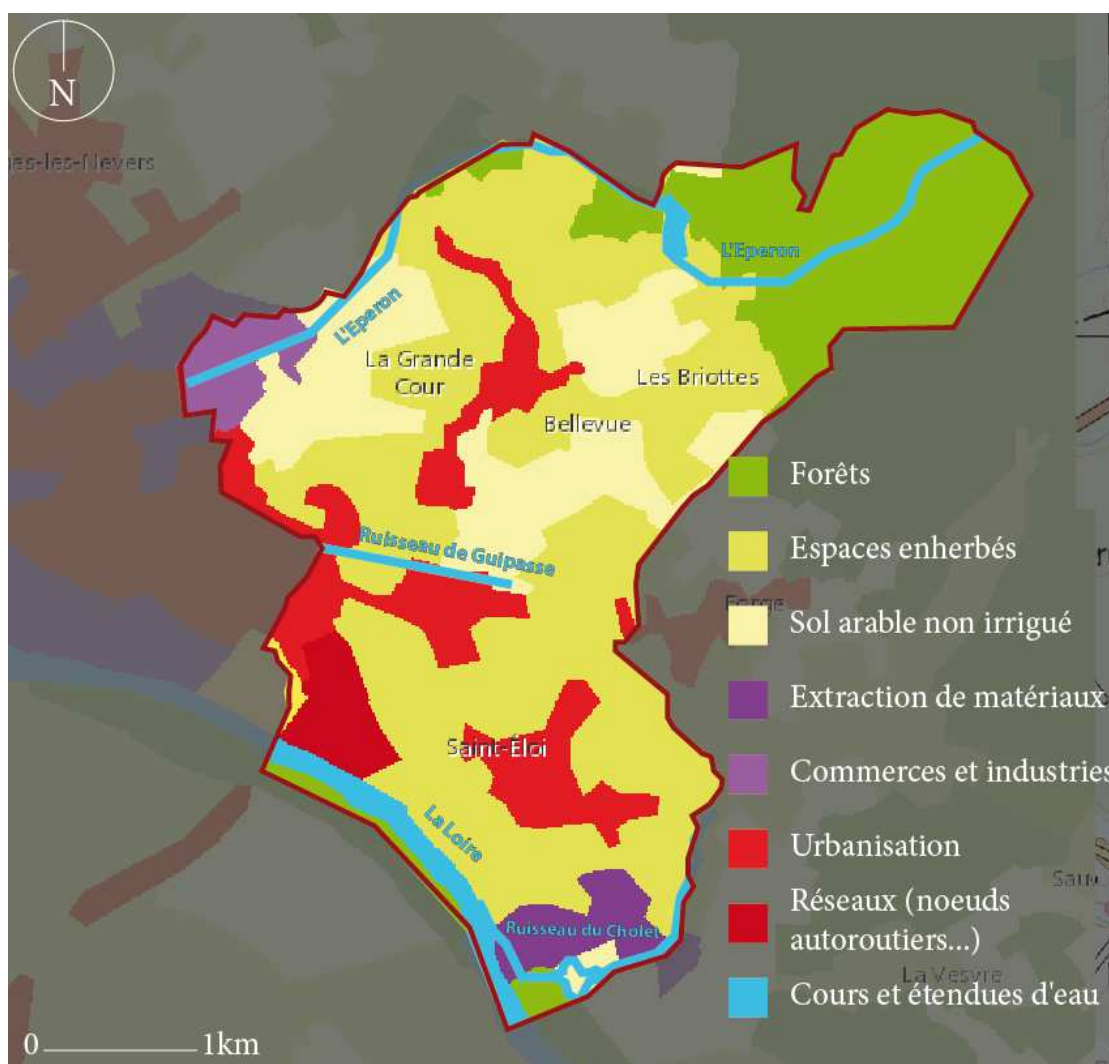 N
L'Eperon
L'Eperon
La Grande
Cour
Les Briottes
Bellevue
Forêts
Ruisseau de Guipasse
Espaces enherbés
Forge
Sol arable non irrigué
Extraction de matériaux
Saint-Éloi
Commerces et industries
La Loire
Urbanisation
Réseaux (noeuds
autoroutiers...)
Ruisseau du Cholet
La Vesvre
Cours et étendues d'eau
0
1km